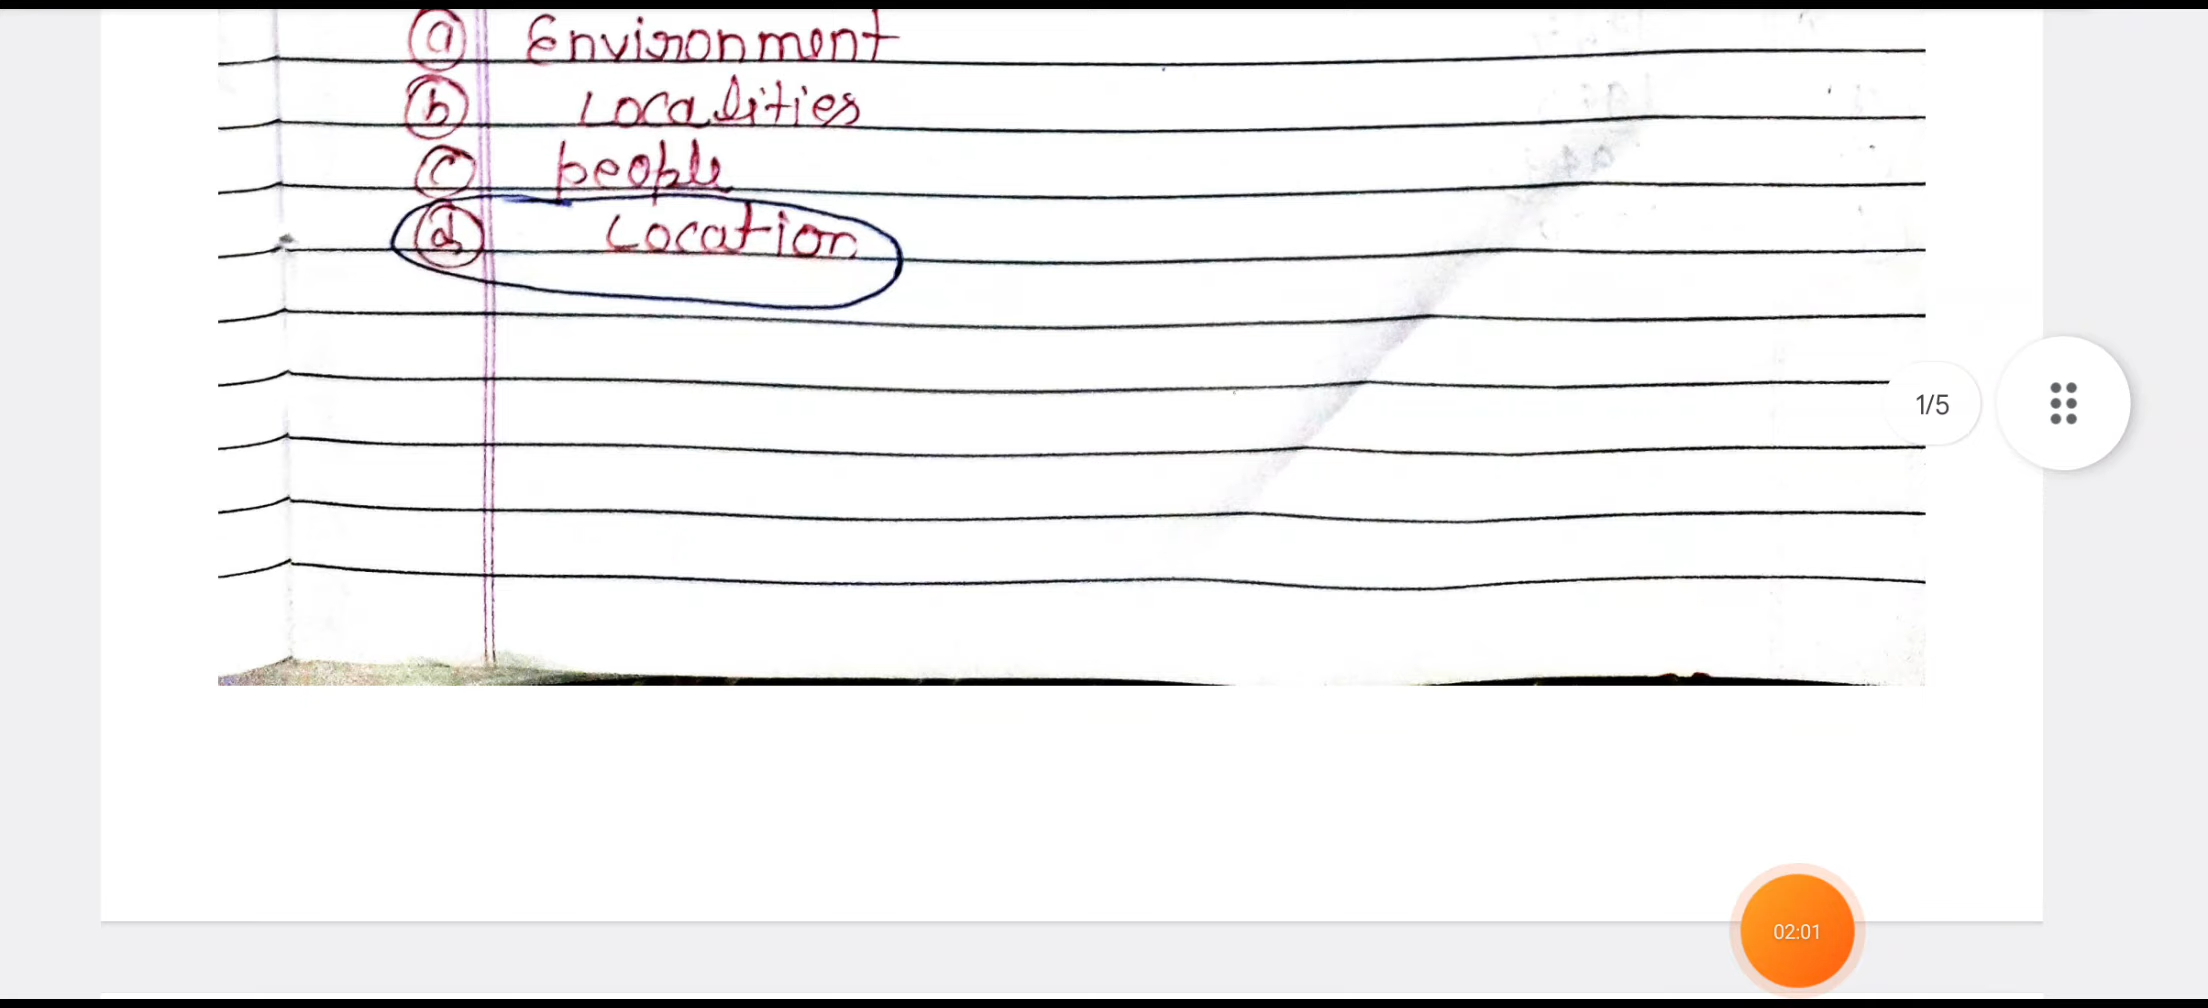 a Environment
b Localities
c people
d Location
1/5
02:01